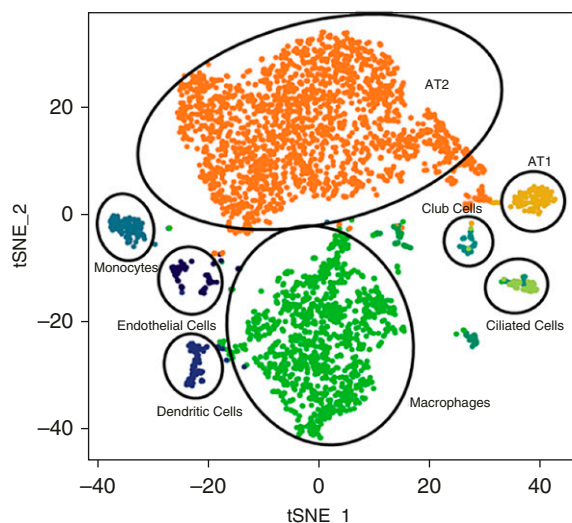 AT2
20
AT1
tSNE_2
0
Club Cells
Monocytes
−20
Endothelial Cells
Ciliated Cells
Dendritic Cells
Macrophages
−40
−40
−20
0
20
40
tSNE_1